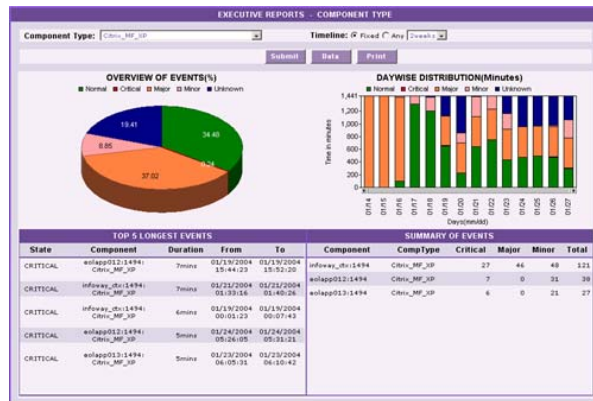 EXECUTIVE REPORTS - COMPONENT TYPE
Component Type: Citrix_MF_XP Timeline: Fixed Any 2weeks
Submit Data Print
OVERVIEW OF EVENTS(%)
Normal Critical Major Minor Unknown
19.41
34.48
8.85
0.24
37.02
DAYWISE DISTRIBUTION(Minutes)
Normal Critical Major Minor Unknown
Time in minutes
1,441
1,200
1,000
800
600
400
200
0
01/14 01/15 01/16 01/17 01/18 01/19 01/20 01/21 01/22 01/23 01/24 01/25 01/26 01/27
Days(mm/dd)
TOP 5 LONGEST EVENTS
State Component Duration From To
CRITICAL eolapp012:1494: Citrix_MF_XP 7mins 01/19/2004 15:44:23 01/19/2004 15:52:20
CRITICAL infoway_ctx:1494: Citrix_MF_XP 7mins 01/21/2004 01:33:16 01/21/2004 01:40:26
CRITICAL infoway_ctx:1494: Citrix_MF_XP 6mins 01/19/2004 00:01:23 01/19/2004 00:07:43
CRITICAL eolapp012:1494: Citrix_MF_XP 5mins 01/24/2004 05:26:05 01/24/2004 05:31:21
CRITICAL eolapp013:1494: Citrix_MF_XP 5mins 01/23/2004 06:05:31 01/23/2004 06:10:42
SUMMARY OF EVENTS
Component CompType Critical Major Minor Total
infoway_ctx:1494 Citrix_MF_XP 27 46 48 121
eolapp012:1494 Citrix_MF_XP 7 0 31 38
eolapp013:1494 Citrix_MF_XP 6 0 21 27